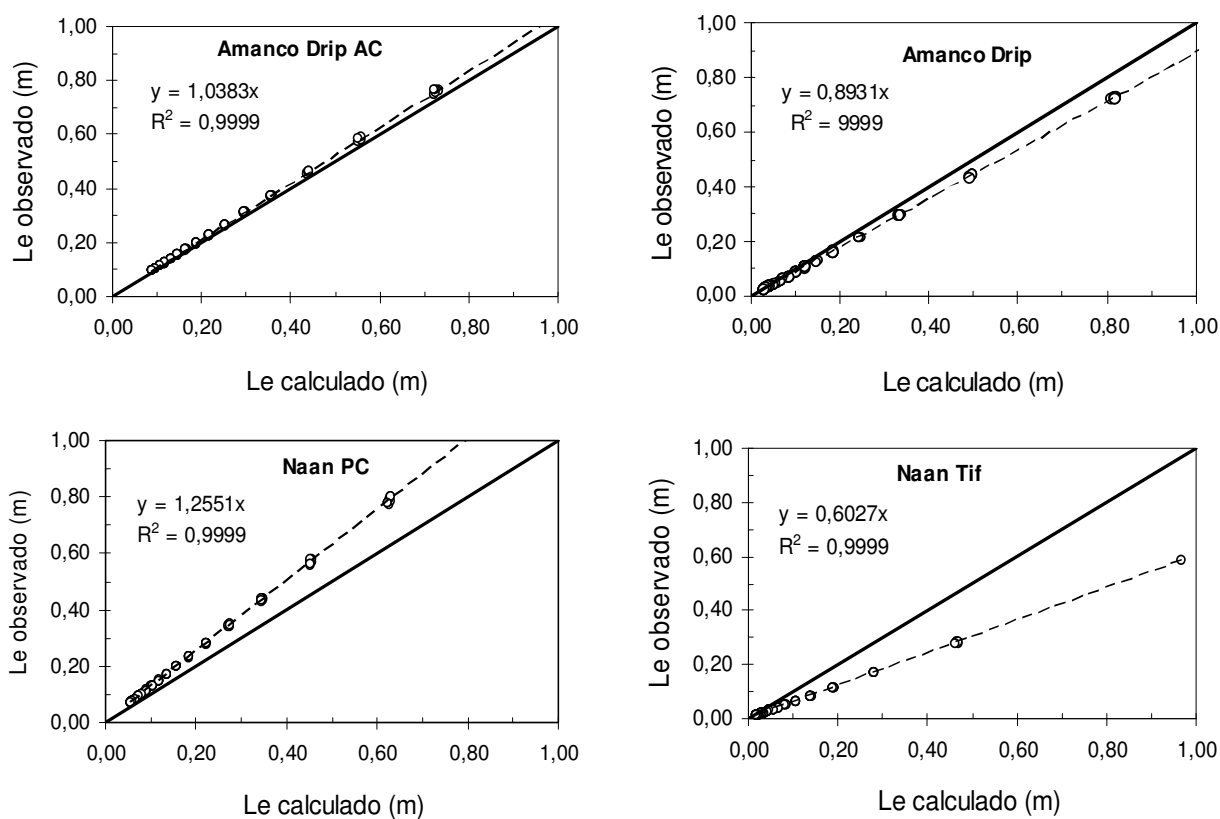 Amanco Drip AC
y = 1,0383x
R² = 0,9999
Le observado (m)
1,00
0,80
0,60
0,40
0,20
0,00
0,00 0,20 0,40 0,60 0,80 1,00
Le calculado (m)
Amanco Drip
y = 0,8931x
R² = 9999
Le observado (m)
1,00
0,80
0,60
0,40
0,20
0,00
0,00 0,20 0,40 0,60 0,80 1,00
Le calculado (m)
Naan PC
y = 1,2551x
R² = 0,9999
Le observado (m)
1,00
0,80
0,60
0,40
0,20
0,00
0,00 0,20 0,40 0,60 0,80 1,00
Le calculado (m)
Naan Tif
y = 0,6027x
R² = 0,9999
Le observado (m)
1,00
0,80
0,60
0,40
0,20
0,00
0,00 0,20 0,40 0,60 0,80 1,00
Le calculado (m)